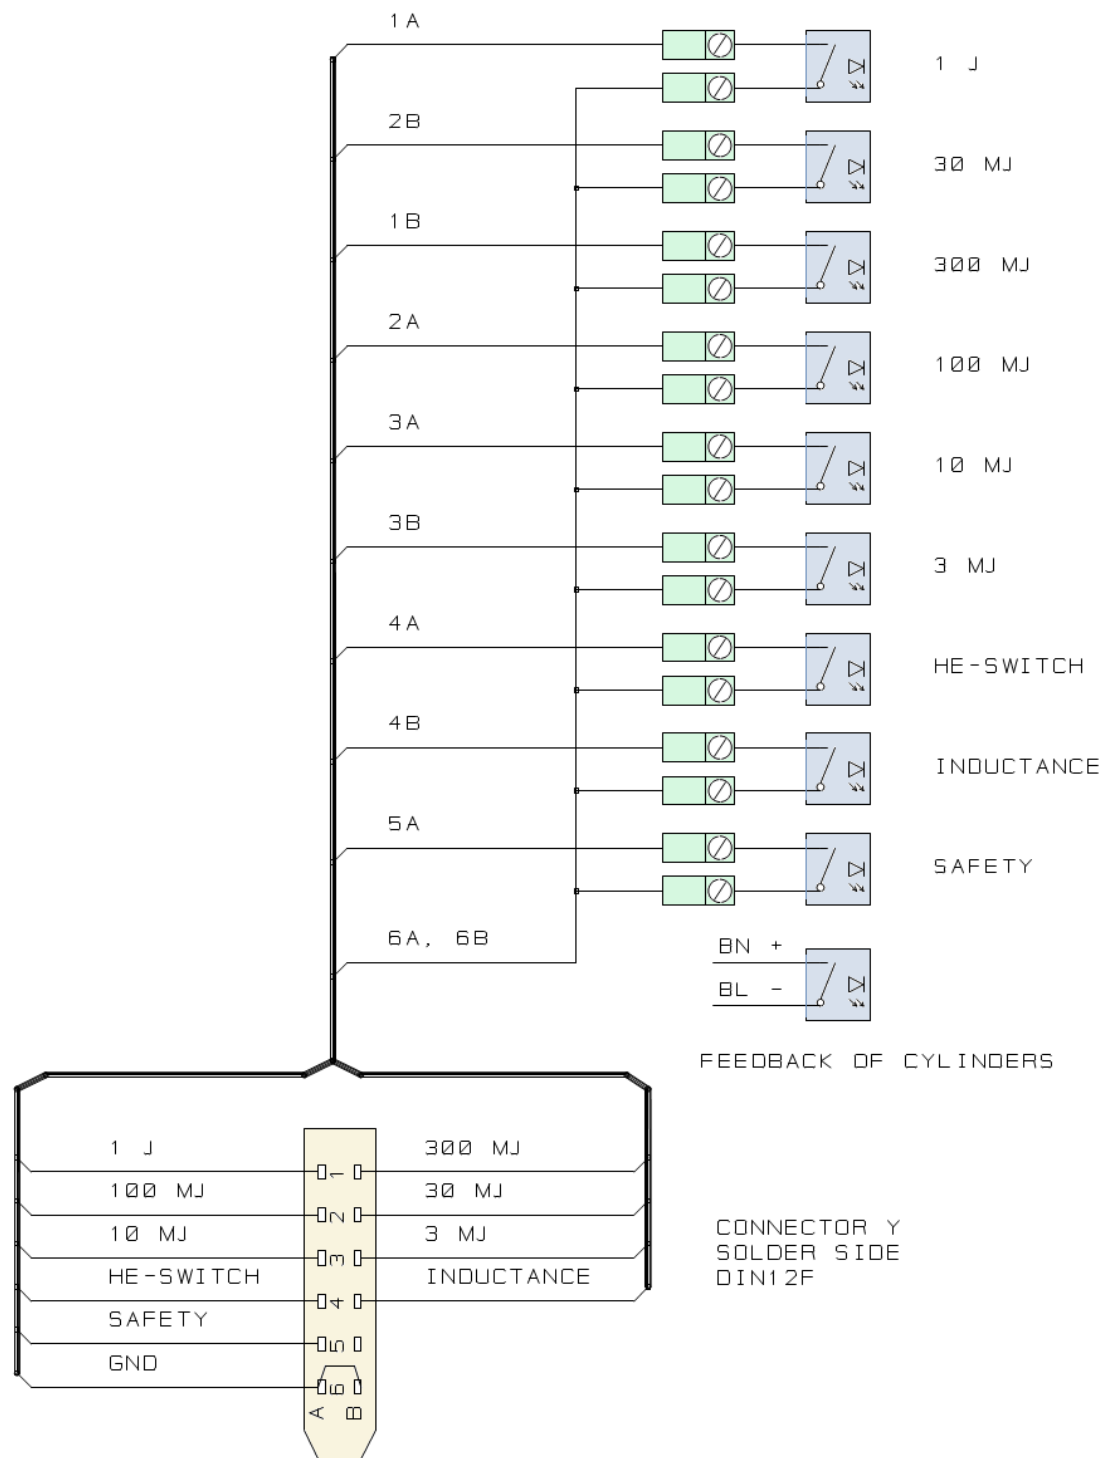 1A
1 J
2B
30 MJ
1B
300 MJ
2A
100 MJ
3A
10 MJ
3B
3 MJ
4A
HE-SWITCH
4B
INDUCTANCE
5A
SAFETY
6A, 6B
BN +
BL -
FEEDBACK OF CYLINDERS
1 J
300 MJ
1
100 MJ
30 MJ
2
10 MJ
3 MJ
3
HE-SWITCH
INDUCTANCE
4
SAFETY
5
GND
6
A
B
CONNECTOR Y
SOLDER SIDE
DIN12F